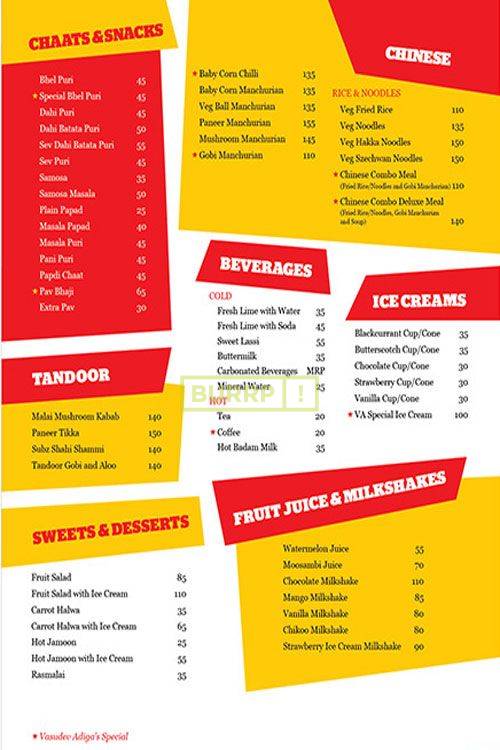 CHAATS & SNACKS
Bhel Puri 45
★ Special Bhel Puri 45
Dahi Puri 45
Dahi Batata Puri 50
Sev Dahi Batata Puri 55
Sev Puri 45
Samosa 35
Samosa Masala 50
Plain Papad 25
Masala Papad 40
Masala Puri 45
Pani Puri 45
Papdi Chaat 45
★ Pav Bhaji 65
Extra Pav 30
★ Baby Corn Chilli 135
Baby Corn Manchurian 135
Veg Ball Manchurian 135
Paneer Manchurian 155
Mushroom Manchurian 145
★ Gobi Manchurian 110
CHINESE
RICE & NOODLES
Veg Fried Rice 110
Veg Noodles 135
Veg Hakka Noodles 150
Veg Szechwan Noodles 150
★ Chinese Combo Meal
(Fried Rice/Noodles and Gobi Manchurian) 110
★ Chinese Combo Deluxe Meal
(Fried Rice/Noodles, Gobi Manchurian
and Soup) 140
TANDOOR
Malai Mushroom Kabab 140
Paneer Tikka 150
Subz Shahi Shammi 140
Tandoor Gobi and Aloo 140
BEVERAGES
COLD
Fresh Lime with Water 35
Fresh Lime with Soda 45
Sweet Lassi 55
Buttermilk 35
Carbonated Beverages MRP
Mineral Water 25
HOT
Tea 20
★ Coffee 20
Hot Badam Milk 35
BURRP!
ICE CREAMS
Blackcurrant Cup/Cone 35
Butterscotch Cup/Cone 35
Chocolate Cup/Cone 30
Strawberry Cup/Cone 30
Vanilla Cup/Cone 30
★ VA Special Ice Cream 100
SWEETS & DESSERTS
Fruit Salad 85
Fruit Salad with Ice Cream 110
Carrot Halwa 35
Carrot Halwa with Ice Cream 65
Hot Jamoon 25
Hot Jamoon with Ice Cream 55
Rasmalai 35
FRUIT JUICE & MILKSHAKES
Watermelon Juice 55
Moosambi Juice 70
Chocolate Milkshake 110
Mango Milkshake 85
Vanilla Milkshake 80
Chikoo Milkshake 80
Strawberry Ice Cream Milkshake 90
★ Vasudev Adiga's Special